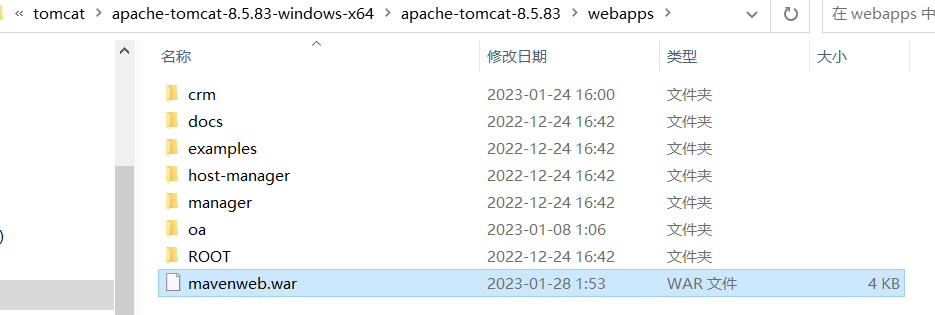 « tomcat > apache-tomcat-8.5.83-windows-x64 > apache-tomcat-8.5.83 > webapps > 在 webapps 中
名称 修改日期 类型 大小
crm 2023-01-24 16:00 文件夹
docs 2022-12-24 16:42 文件夹
examples 2022-12-24 16:42 文件夹
host-manager 2022-12-24 16:42 文件夹
manager 2022-12-24 16:42 文件夹
)
oa 2023-01-08 1:06 文件夹
ROOT 2022-12-24 16:42 文件夹
mavenweb.war 2023-01-28 1:53 WAR 文件 4 KB